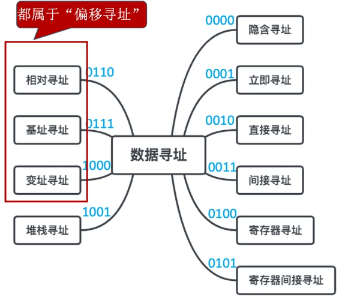 都属于“偏移寻址”
0000
隐含寻址
0001
立即寻址
0010
直接寻址
0011
间接寻址
0100
寄存器寻址
0101
寄存器间接寻址
数据寻址
0110
相对寻址
0111
基址寻址
1000
变址寻址
1001
堆栈寻址